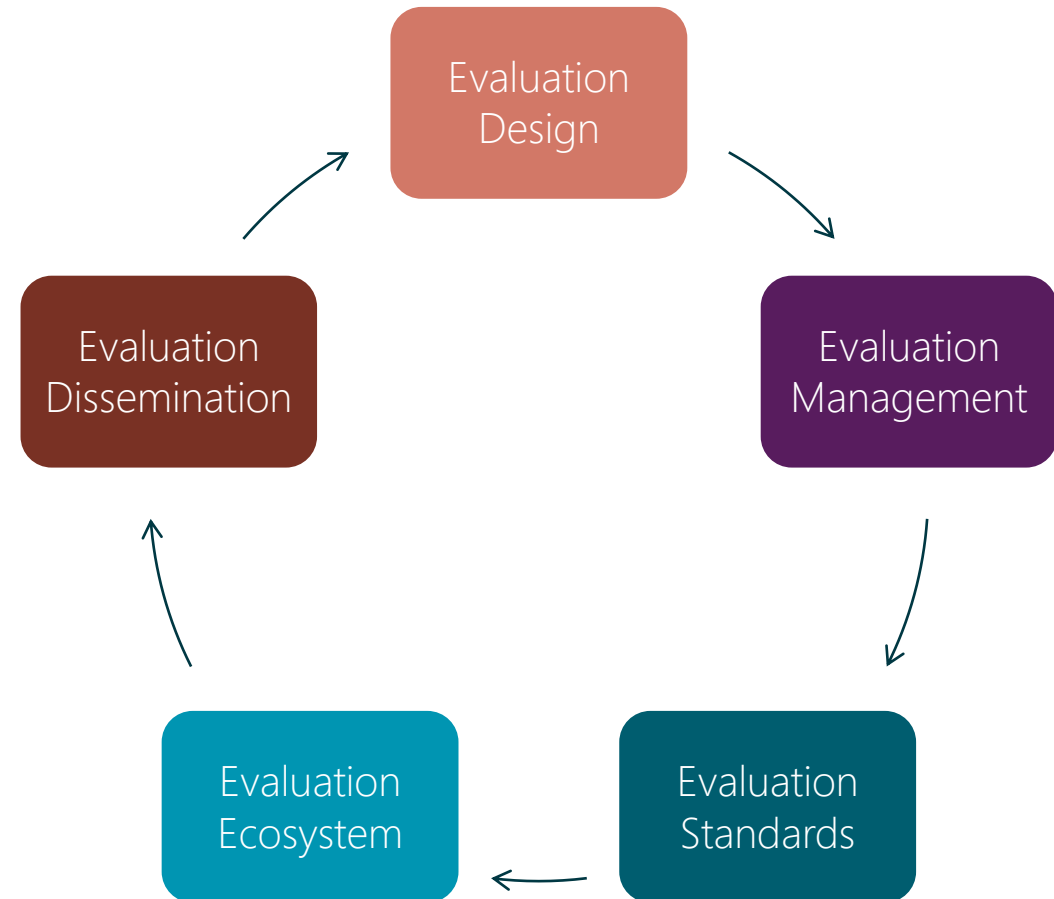 Evaluation
Design
Evaluation
Management
Evaluation
Standards
Evaluation
Ecosystem
Evaluation
Dissemination